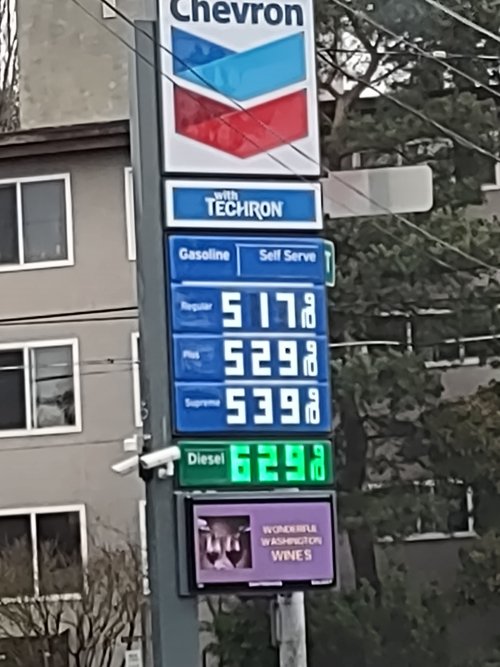 Chevron
with
TECHRON
Gasoline Self Serve
Regular 5 17 9/10
Plus 5 29 9/10
Supreme 5 39 9/10
Diesel 6 29 9/10
WONDERFUL
WASHINGTON
WINES